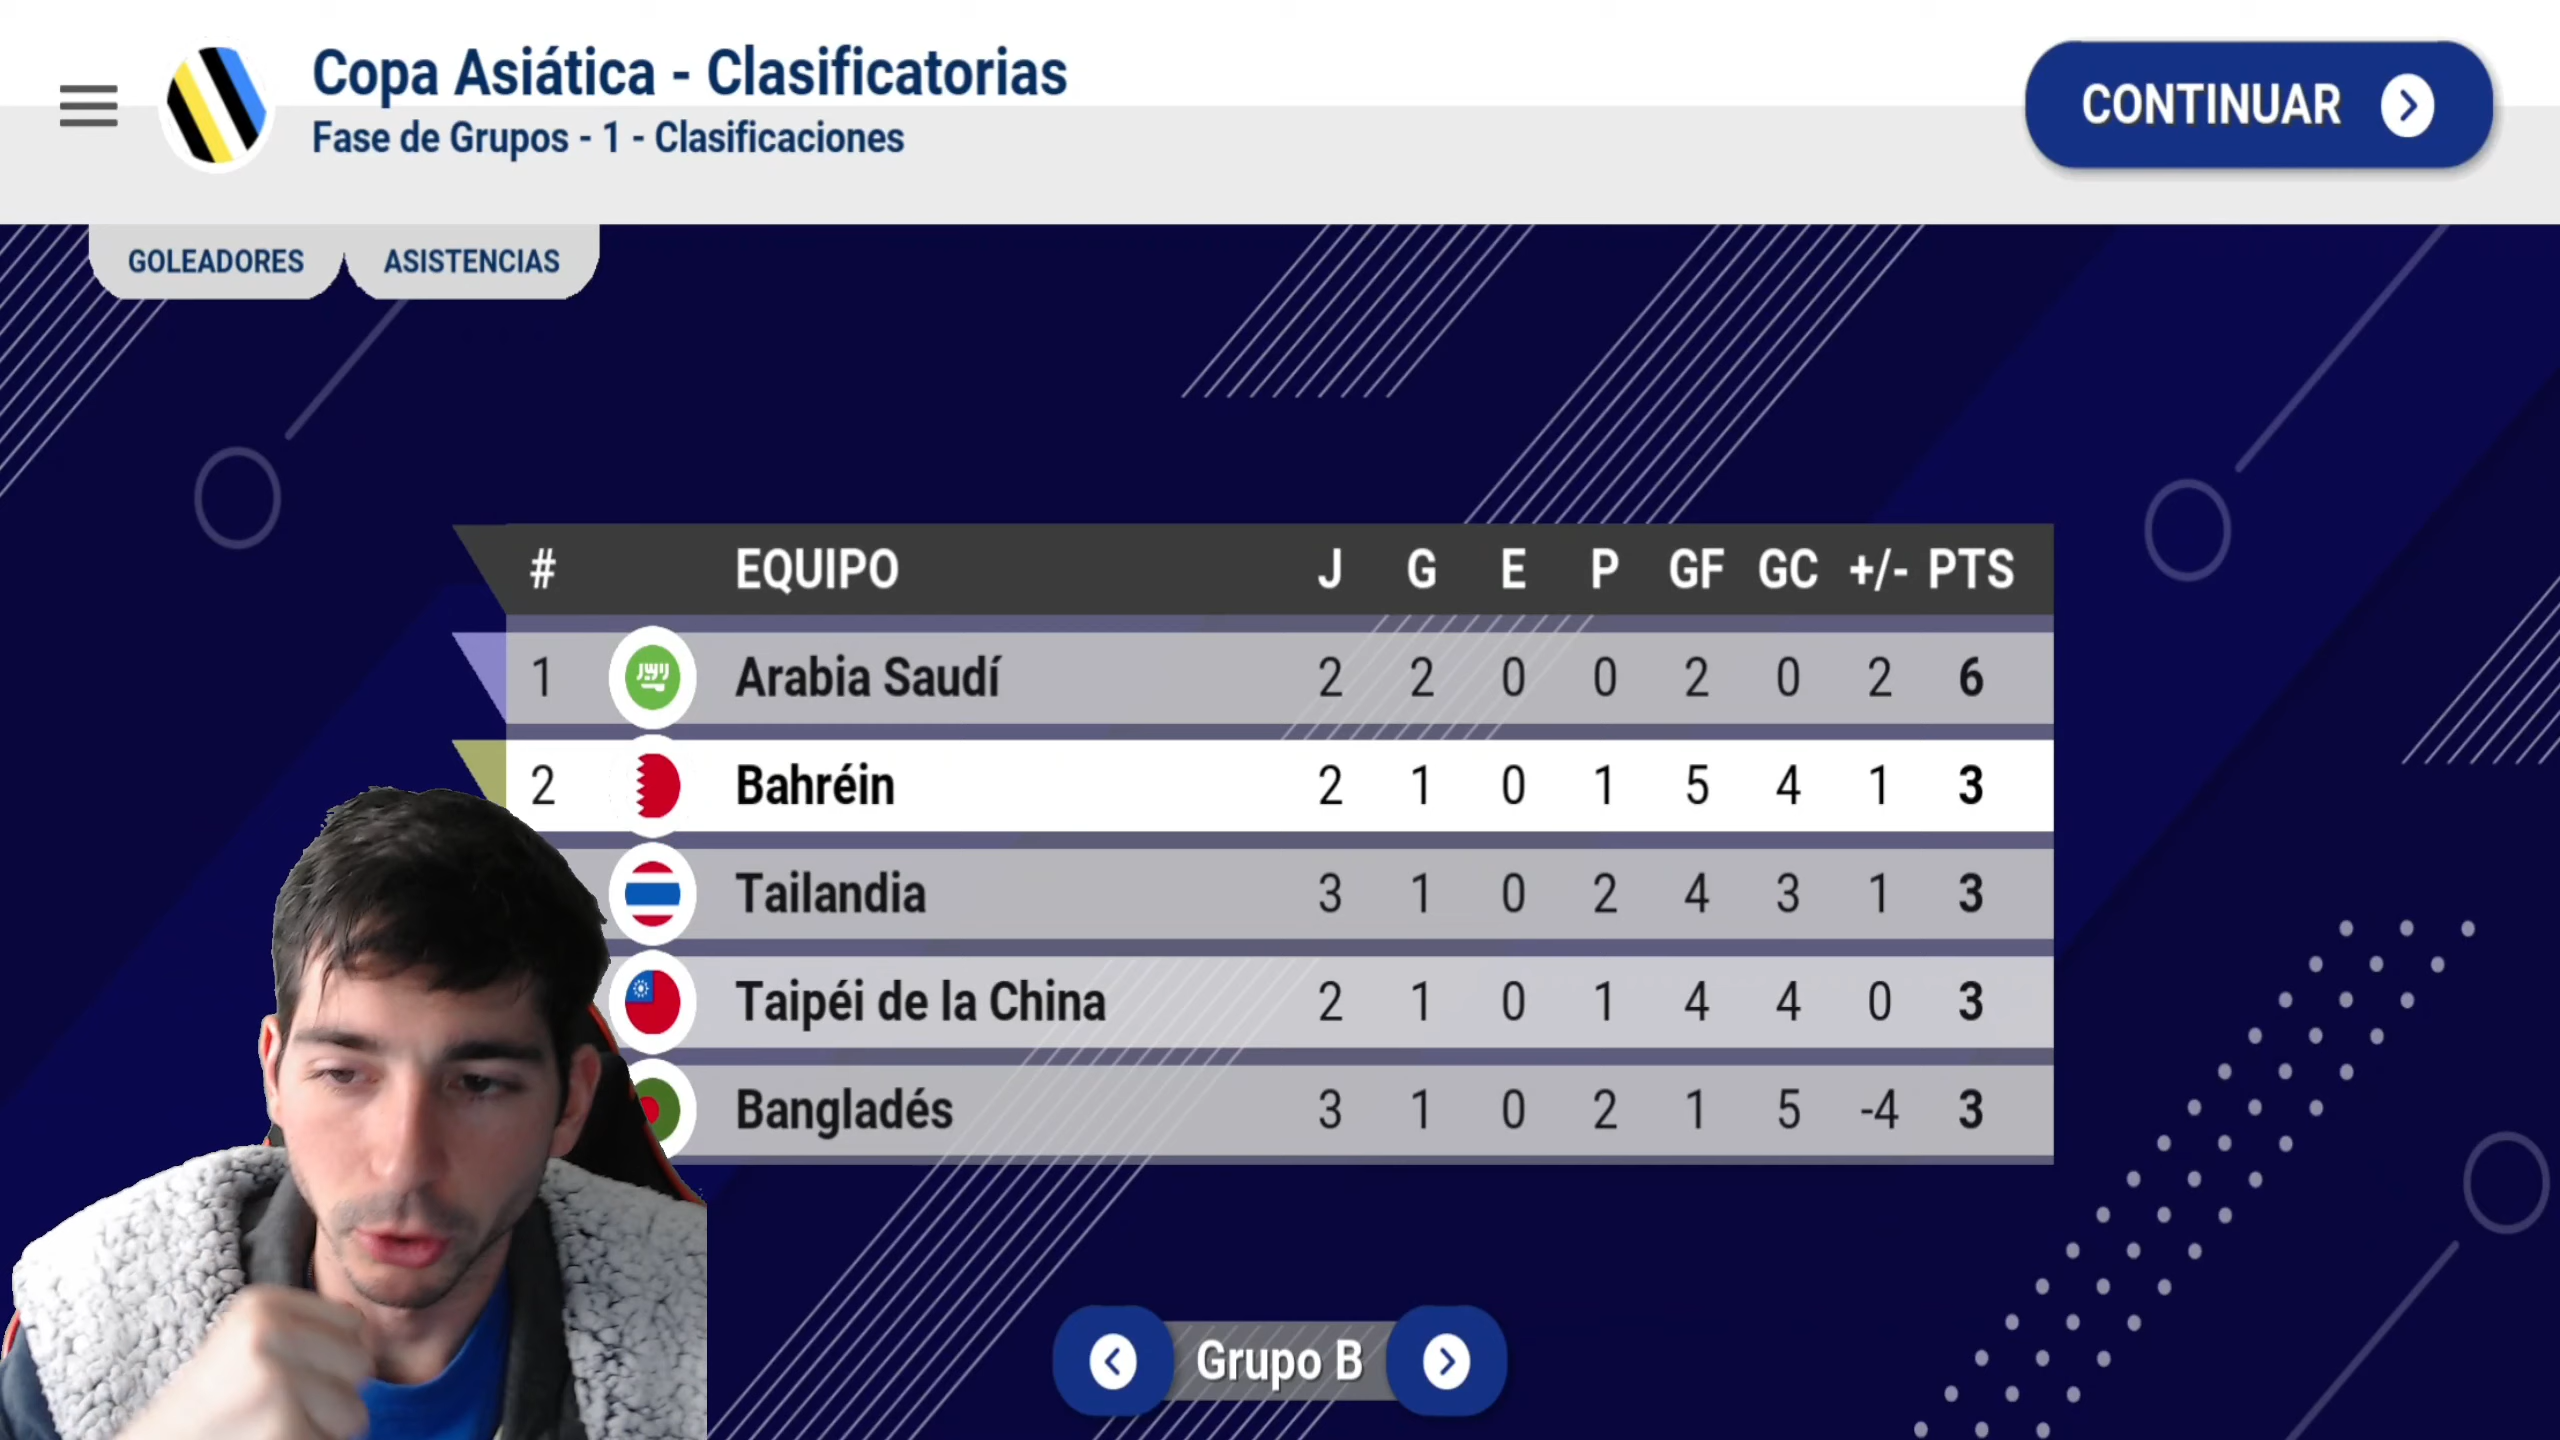 Copa Asiática - Clasificatorias
Fase de Grupos - 1 - Clasificaciones
CONTINUAR
GOLEADORES ASISTENCIAS
# EQUIPO J G E P GF GC +/- PTS
1 Arabia Saudí 2 2 0 0 2 0 2 6
2 Bahréin 2 1 0 1 5 4 1 3
Tailandia 3 1 0 2 4 3 1 3
Taipéi de la China 2 1 0 1 4 4 0 3
Bangladés 3 1 0 2 1 5 -4 3
Grupo B